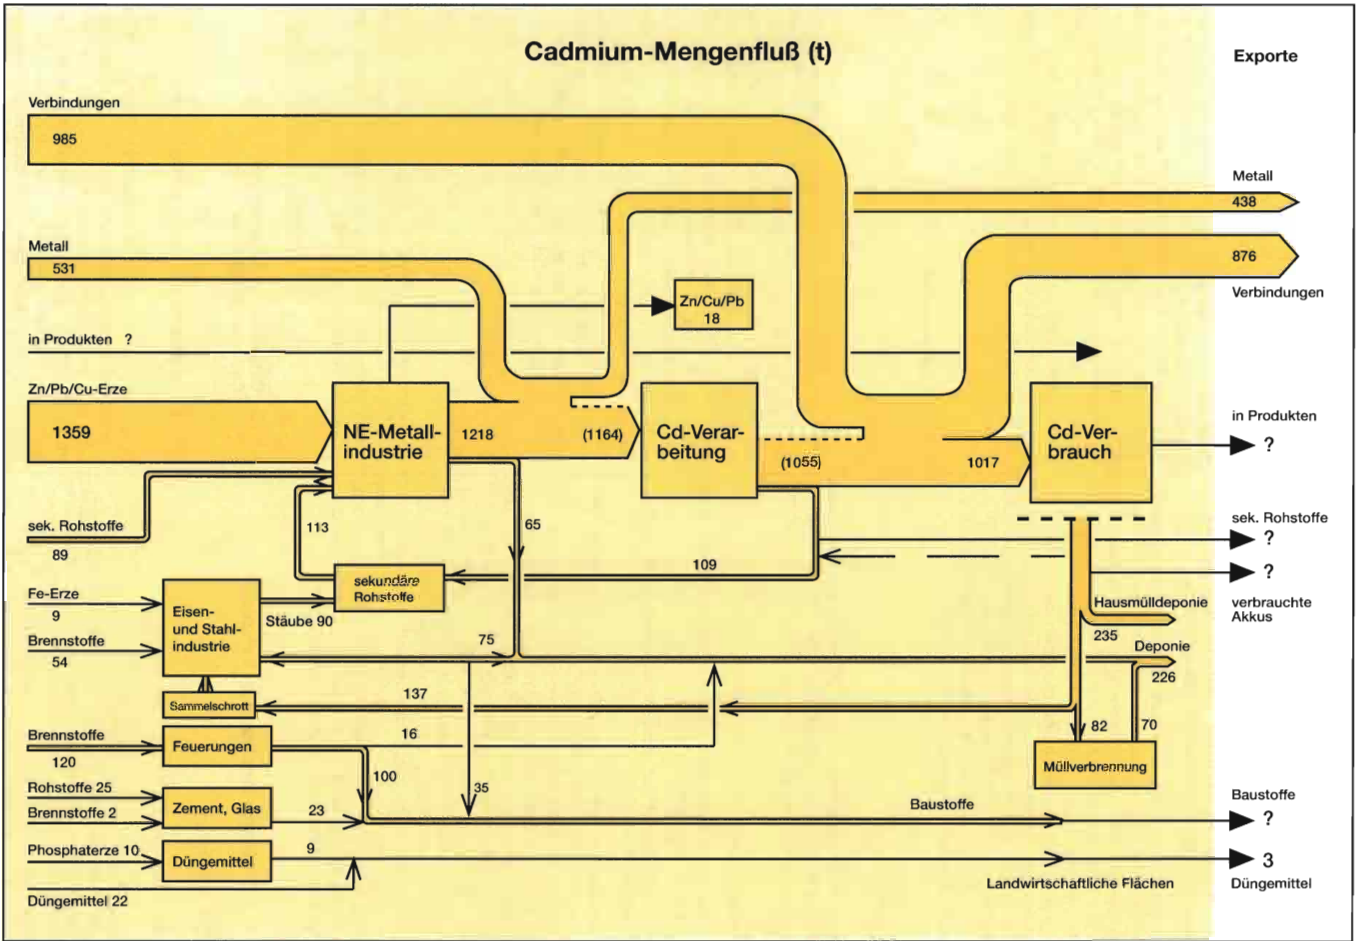 Cadmium-Mengenfluß (t)
Exporte
Verbindungen
985
Metall
438
Metall
531
876
Verbindungen
Zn/Cu/Pb
18
in Produkten ?
Zn/Pb/Cu-Erze
1359
NE-Metall-
industrie
1218
(1164)
Cd-Verar-
beitung
(1055)
1017
Cd-Ver-
brauch
in Produkten
?
sek. Rohstoffe
89
113
65
sek. Rohstoffe
?
109
?
verbrauchte
Akkus
sekundäre
Rohstoffe
Fe-Erze
9
Brennstoffe
54
Eisen-
und Stahl-
industrie
Stäube 90
75
Hausmülldeponie
235
Deponie
226
Sammelschrott
137
Brennstoffe
120
Feuerungen
16
100
35
82
70
Müllverbrennung
Rohstoffe 25
Brennstoffe 2
Zement, Glas
23
Baustoffe
Baustoffe
?
Phosphaterze 10
Düngemittel
9
3
Düngemittel
Landwirtschaftliche Flächen
Düngemittel 22